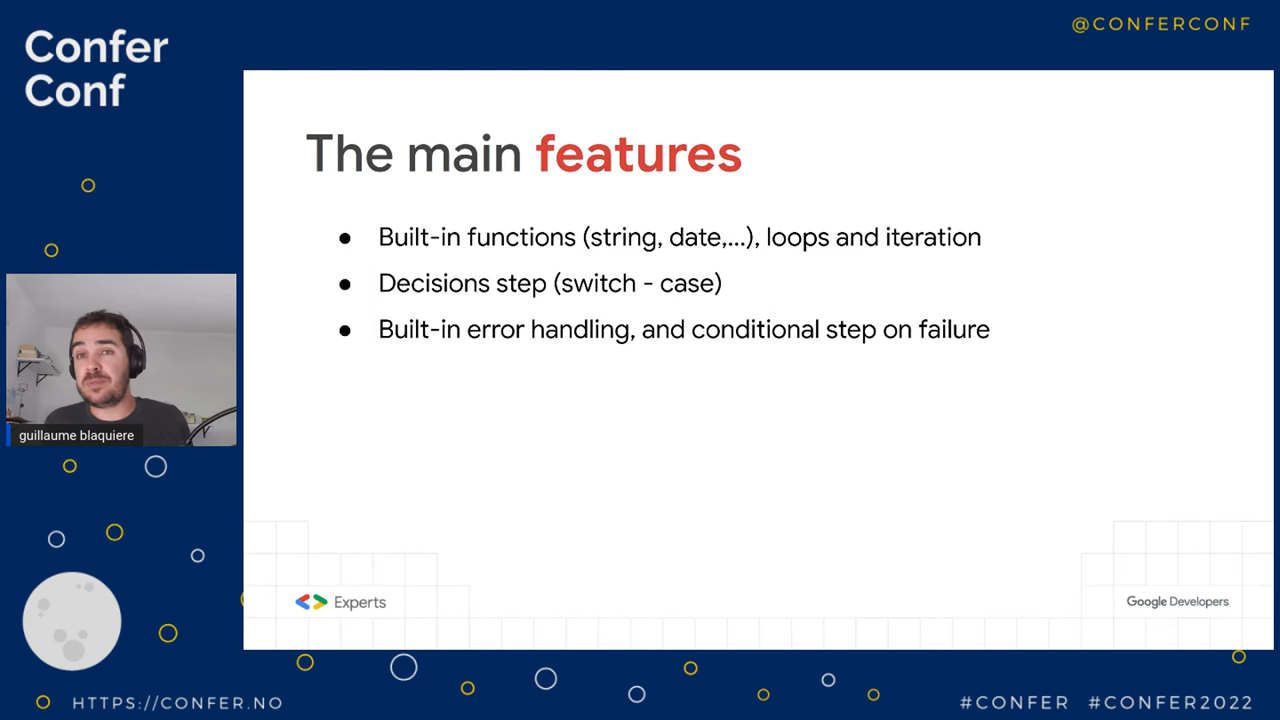 Confer
Conf
@CONFERCONF
The main features
● Built-in functions (string, date,...), loops and iteration
● Decisions step (switch - case)
● Built-in error handling, and conditional step on failure
guillaume blaquiere
<> Experts
Google Developers
HTTPS://CONFER.NO
#CONFER #CONFER2022